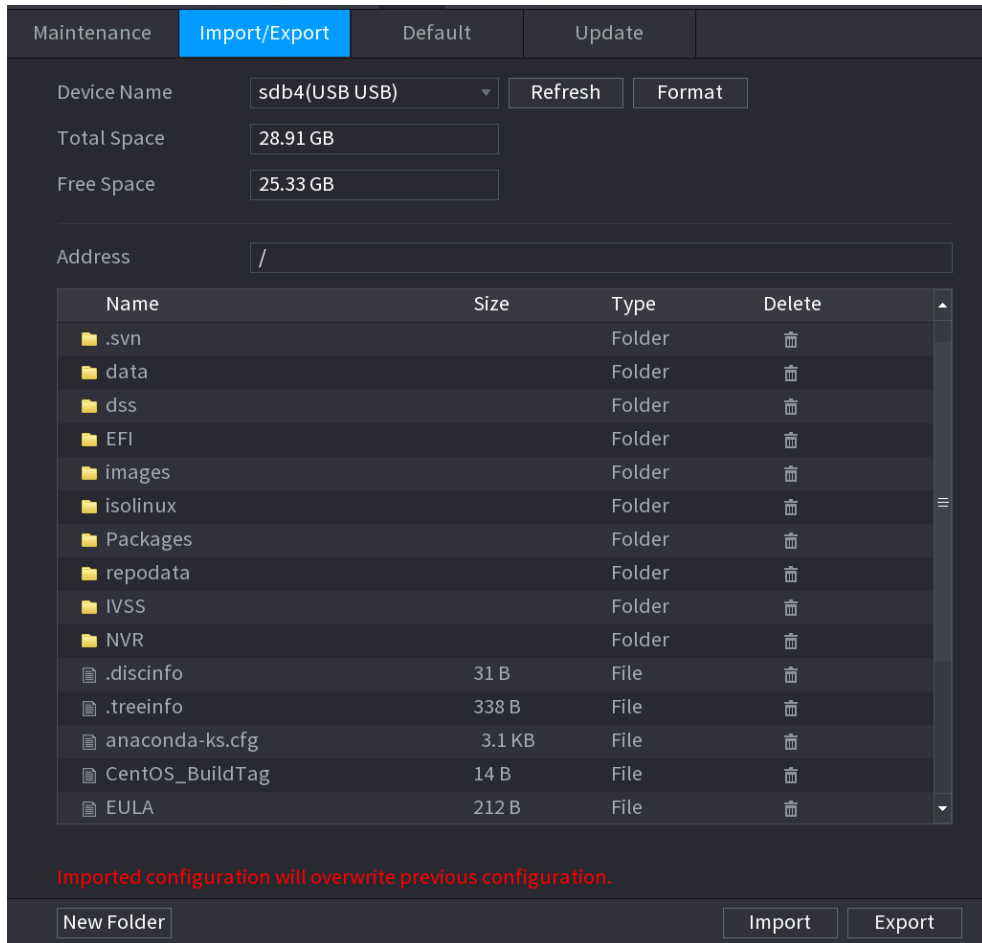 Maintenance Import/Export Default Update
Device Name sdb4(USB USB) Refresh Format
Total Space 28.91 GB
Free Space 25.33 GB
Address /
Name Size Type Delete
.svn Folder
data Folder
dss Folder
EFI Folder
images Folder
isolinux Folder
Packages Folder
repodata Folder
IVSS Folder
NVR Folder
.discinfo 31 B File
.treeinfo 338 B File
anaconda-ks.cfg 3.1 KB File
CentOS_BuildTag 14 B File
EULA 212 B File
Imported configuration will overwrite previous configuration.
New Folder Import Export